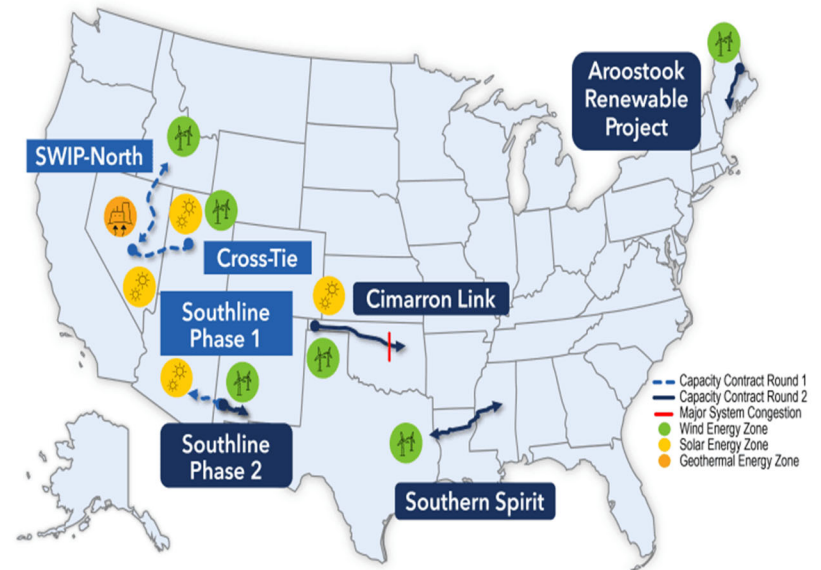 Aroostook
Renewable
Project
SWIP-North
Cross-Tie
Cimarron Link
Southline
Phase 1
Capacity Contract Round 1
Capacity Contract Round 2
Major System Congestion
Wind Energy Zone
Solar Energy Zone
Geothermal Energy Zone
Southline
Phase 2
Southern Spirit